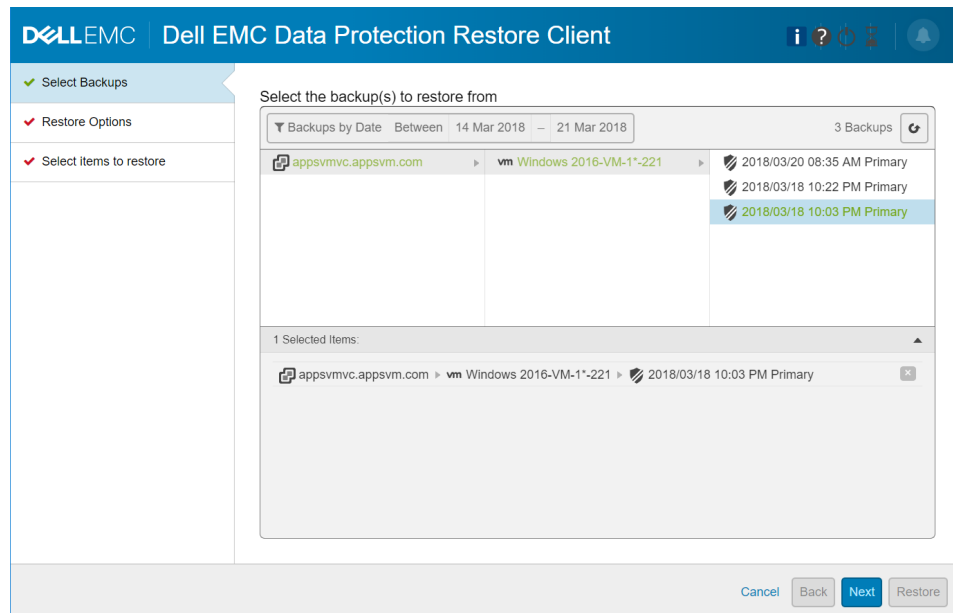 DELLEMC Dell EMC Data Protection Restore Client
Select Backups
Restore Options
Select items to restore
Select the backup(s) to restore from
Backups by Date Between 14 Mar 2018 – 21 Mar 2018 3 Backups
appsvmvc.appsvm.com vm Windows 2016-VM-1*-221 2018/03/20 08:35 AM Primary
2018/03/18 10:22 PM Primary
2018/03/18 10:03 PM Primary
1 Selected Items:
appsvmvc.appsvm.com vm Windows 2016-VM-1*-221 2018/03/18 10:03 PM Primary
Cancel Back Next Restore